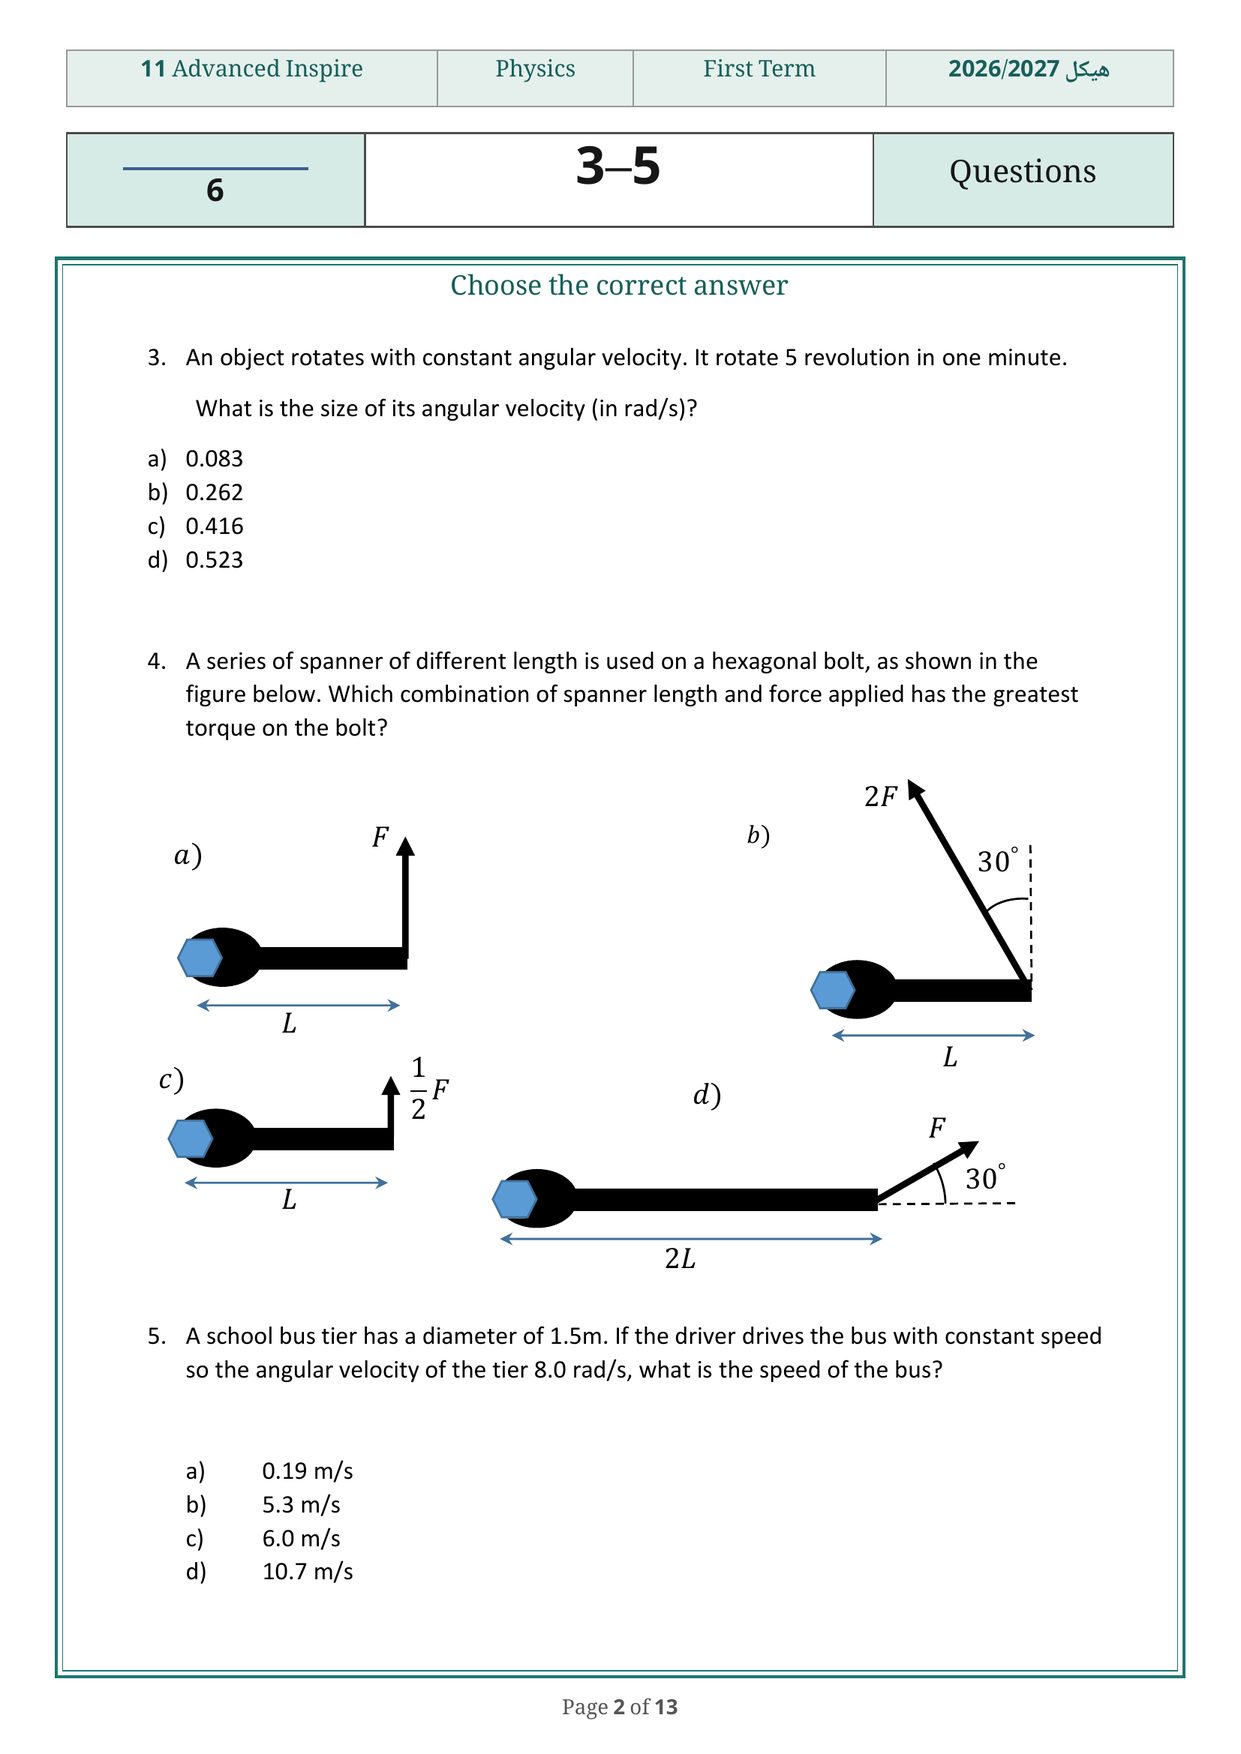 11 Advanced Inspire
Physics
First Term
هيكل 2026/2027
6
3–5
Questions
Choose the correct answer
3. An object rotates with constant angular velocity. It rotate 5 revolution in one minute.
What is the size of its angular velocity (in rad/s)?
a) 0.083
b) 0.262
c) 0.416
d) 0.523
4. A series of spanner of different length is used on a hexagonal bolt, as shown in the
figure below. Which combination of spanner length and force applied has the greatest
torque on the bolt?
a)
F
L
b)
2F
30°
L
c)
1/2 F
L
d)
F
30°
2L
5. A school bus tier has a diameter of 1.5m. If the driver drives the bus with constant speed
so the angular velocity of the tier 8.0 rad/s, what is the speed of the bus?
a) 0.19 m/s
b) 5.3 m/s
c) 6.0 m/s
d) 10.7 m/s
Page 2 of 13